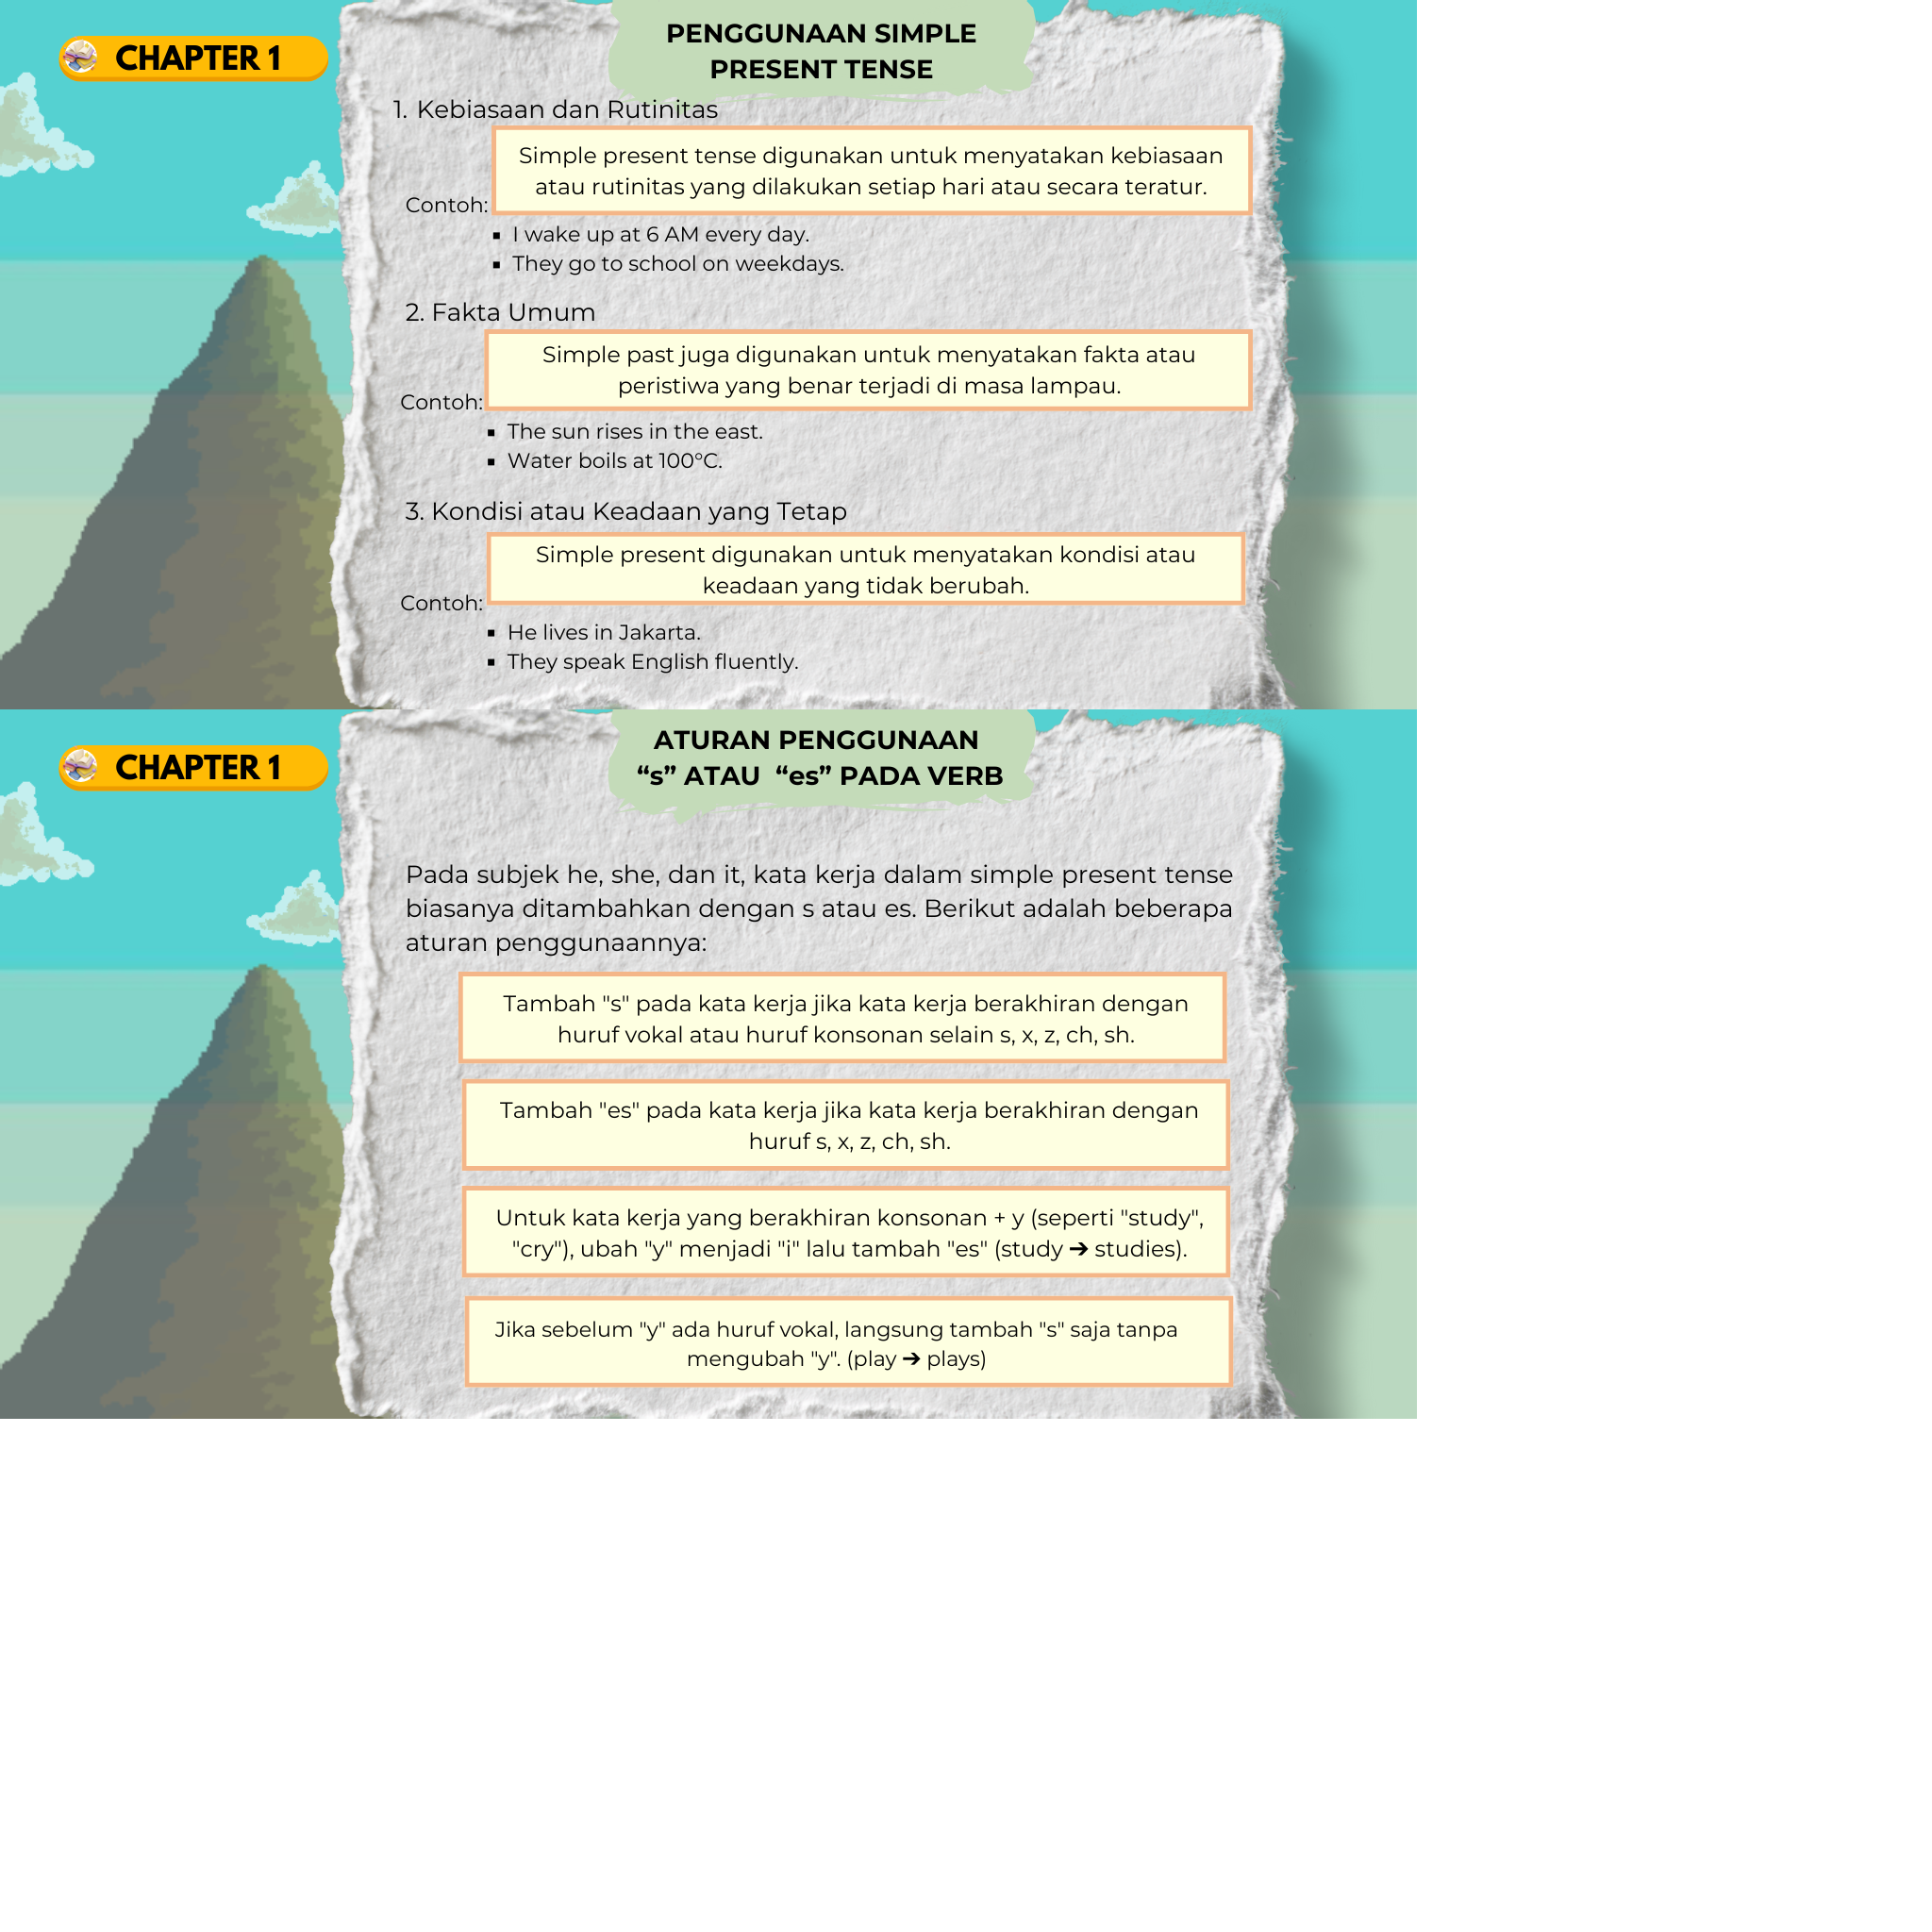 CHAPTER 1
PENGGUNAAN SIMPLE
PRESENT TENSE
1. Kebiasaan dan Rutinitas
Simple present tense digunakan untuk menyatakan kebiasaan
atau rutinitas yang dilakukan setiap hari atau secara teratur.
Contoh:
▪ I wake up at 6 AM every day.
▪ They go to school on weekdays.
2. Fakta Umum
Simple past juga digunakan untuk menyatakan fakta atau
peristiwa yang benar terjadi di masa lampau.
Contoh:
▪ The sun rises in the east.
▪ Water boils at 100°C.
3. Kondisi atau Keadaan yang Tetap
Simple present digunakan untuk menyatakan kondisi atau
keadaan yang tidak berubah.
Contoh:
▪ He lives in Jakarta.
▪ They speak English fluently.
CHAPTER 1
ATURAN PENGGUNAAN
“s” ATAU “es” PADA VERB
Pada subjek he, she, dan it, kata kerja dalam simple present tense
biasanya ditambahkan dengan s atau es. Berikut adalah beberapa
aturan penggunaannya:
Tambah "s" pada kata kerja jika kata kerja berakhiran dengan
huruf vokal atau huruf konsonan selain s, x, z, ch, sh.
Tambah "es" pada kata kerja jika kata kerja berakhiran dengan
huruf s, x, z, ch, sh.
Untuk kata kerja yang berakhiran konsonan + y (seperti "study",
"cry"), ubah "y" menjadi "i" lalu tambah "es" (study ➔ studies).
Jika sebelum "y" ada huruf vokal, langsung tambah "s" saja tanpa
mengubah "y". (play ➔ plays)